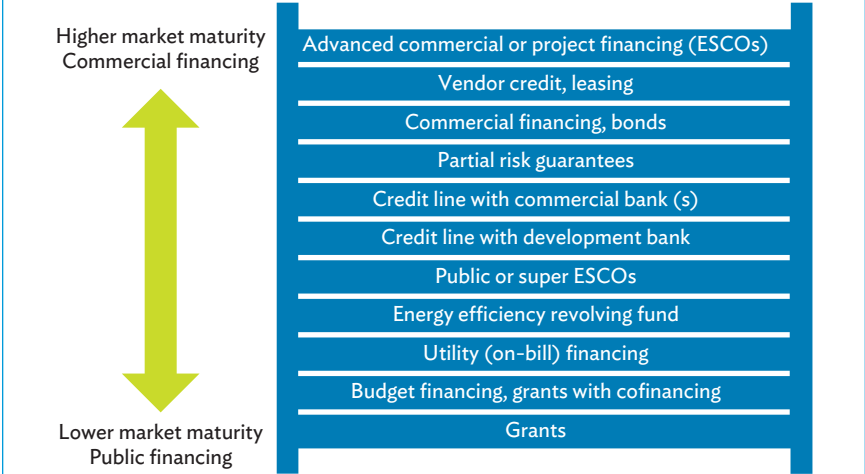 Higher market maturity
Commercial financing
Advanced commercial or project financing (ESCOs)
Vendor credit, leasing
Commercial financing, bonds
Partial risk guarantees
Credit line with commercial bank (s)
Credit line with development bank
Public or super ESCOs
Energy efficiency revolving fund
Utility (on-bill) financing
Budget financing, grants with cofinancing
Grants
Lower market maturity
Public financing